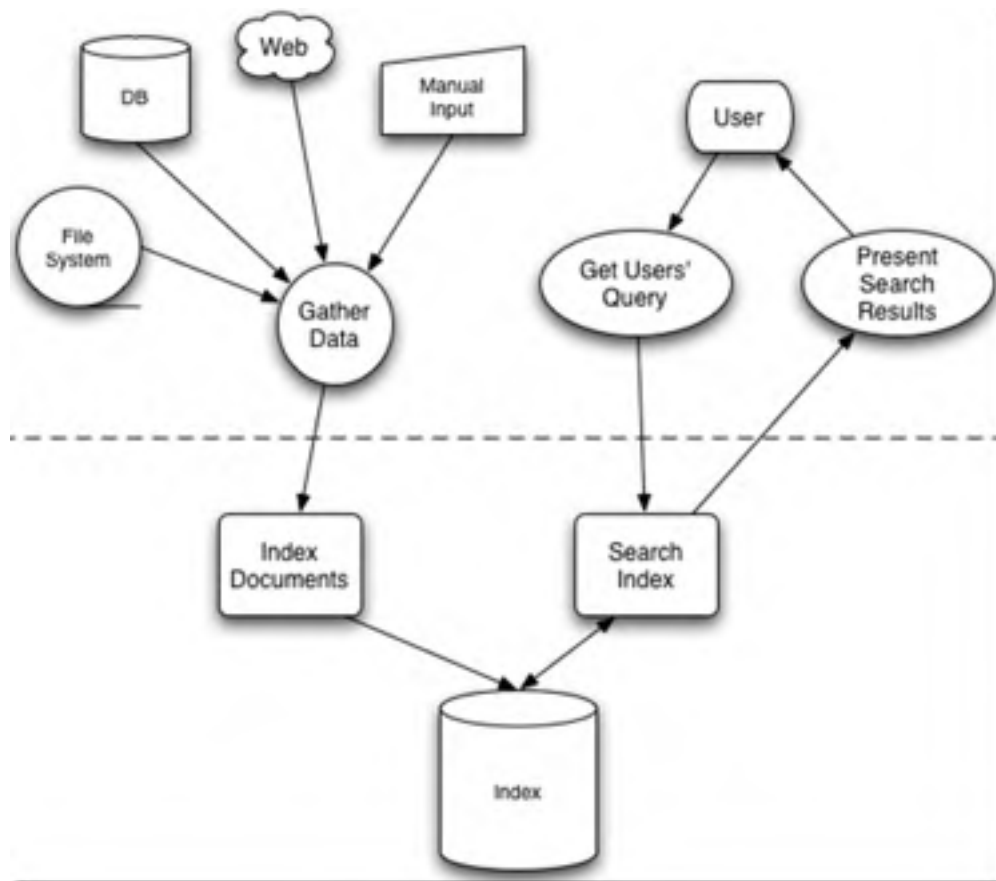 Web
DB
Manual
Input
User
File
System
Get Users'
Query
Present
Search
Results
Gather
Data
Index
Documents
Search
Index
Index